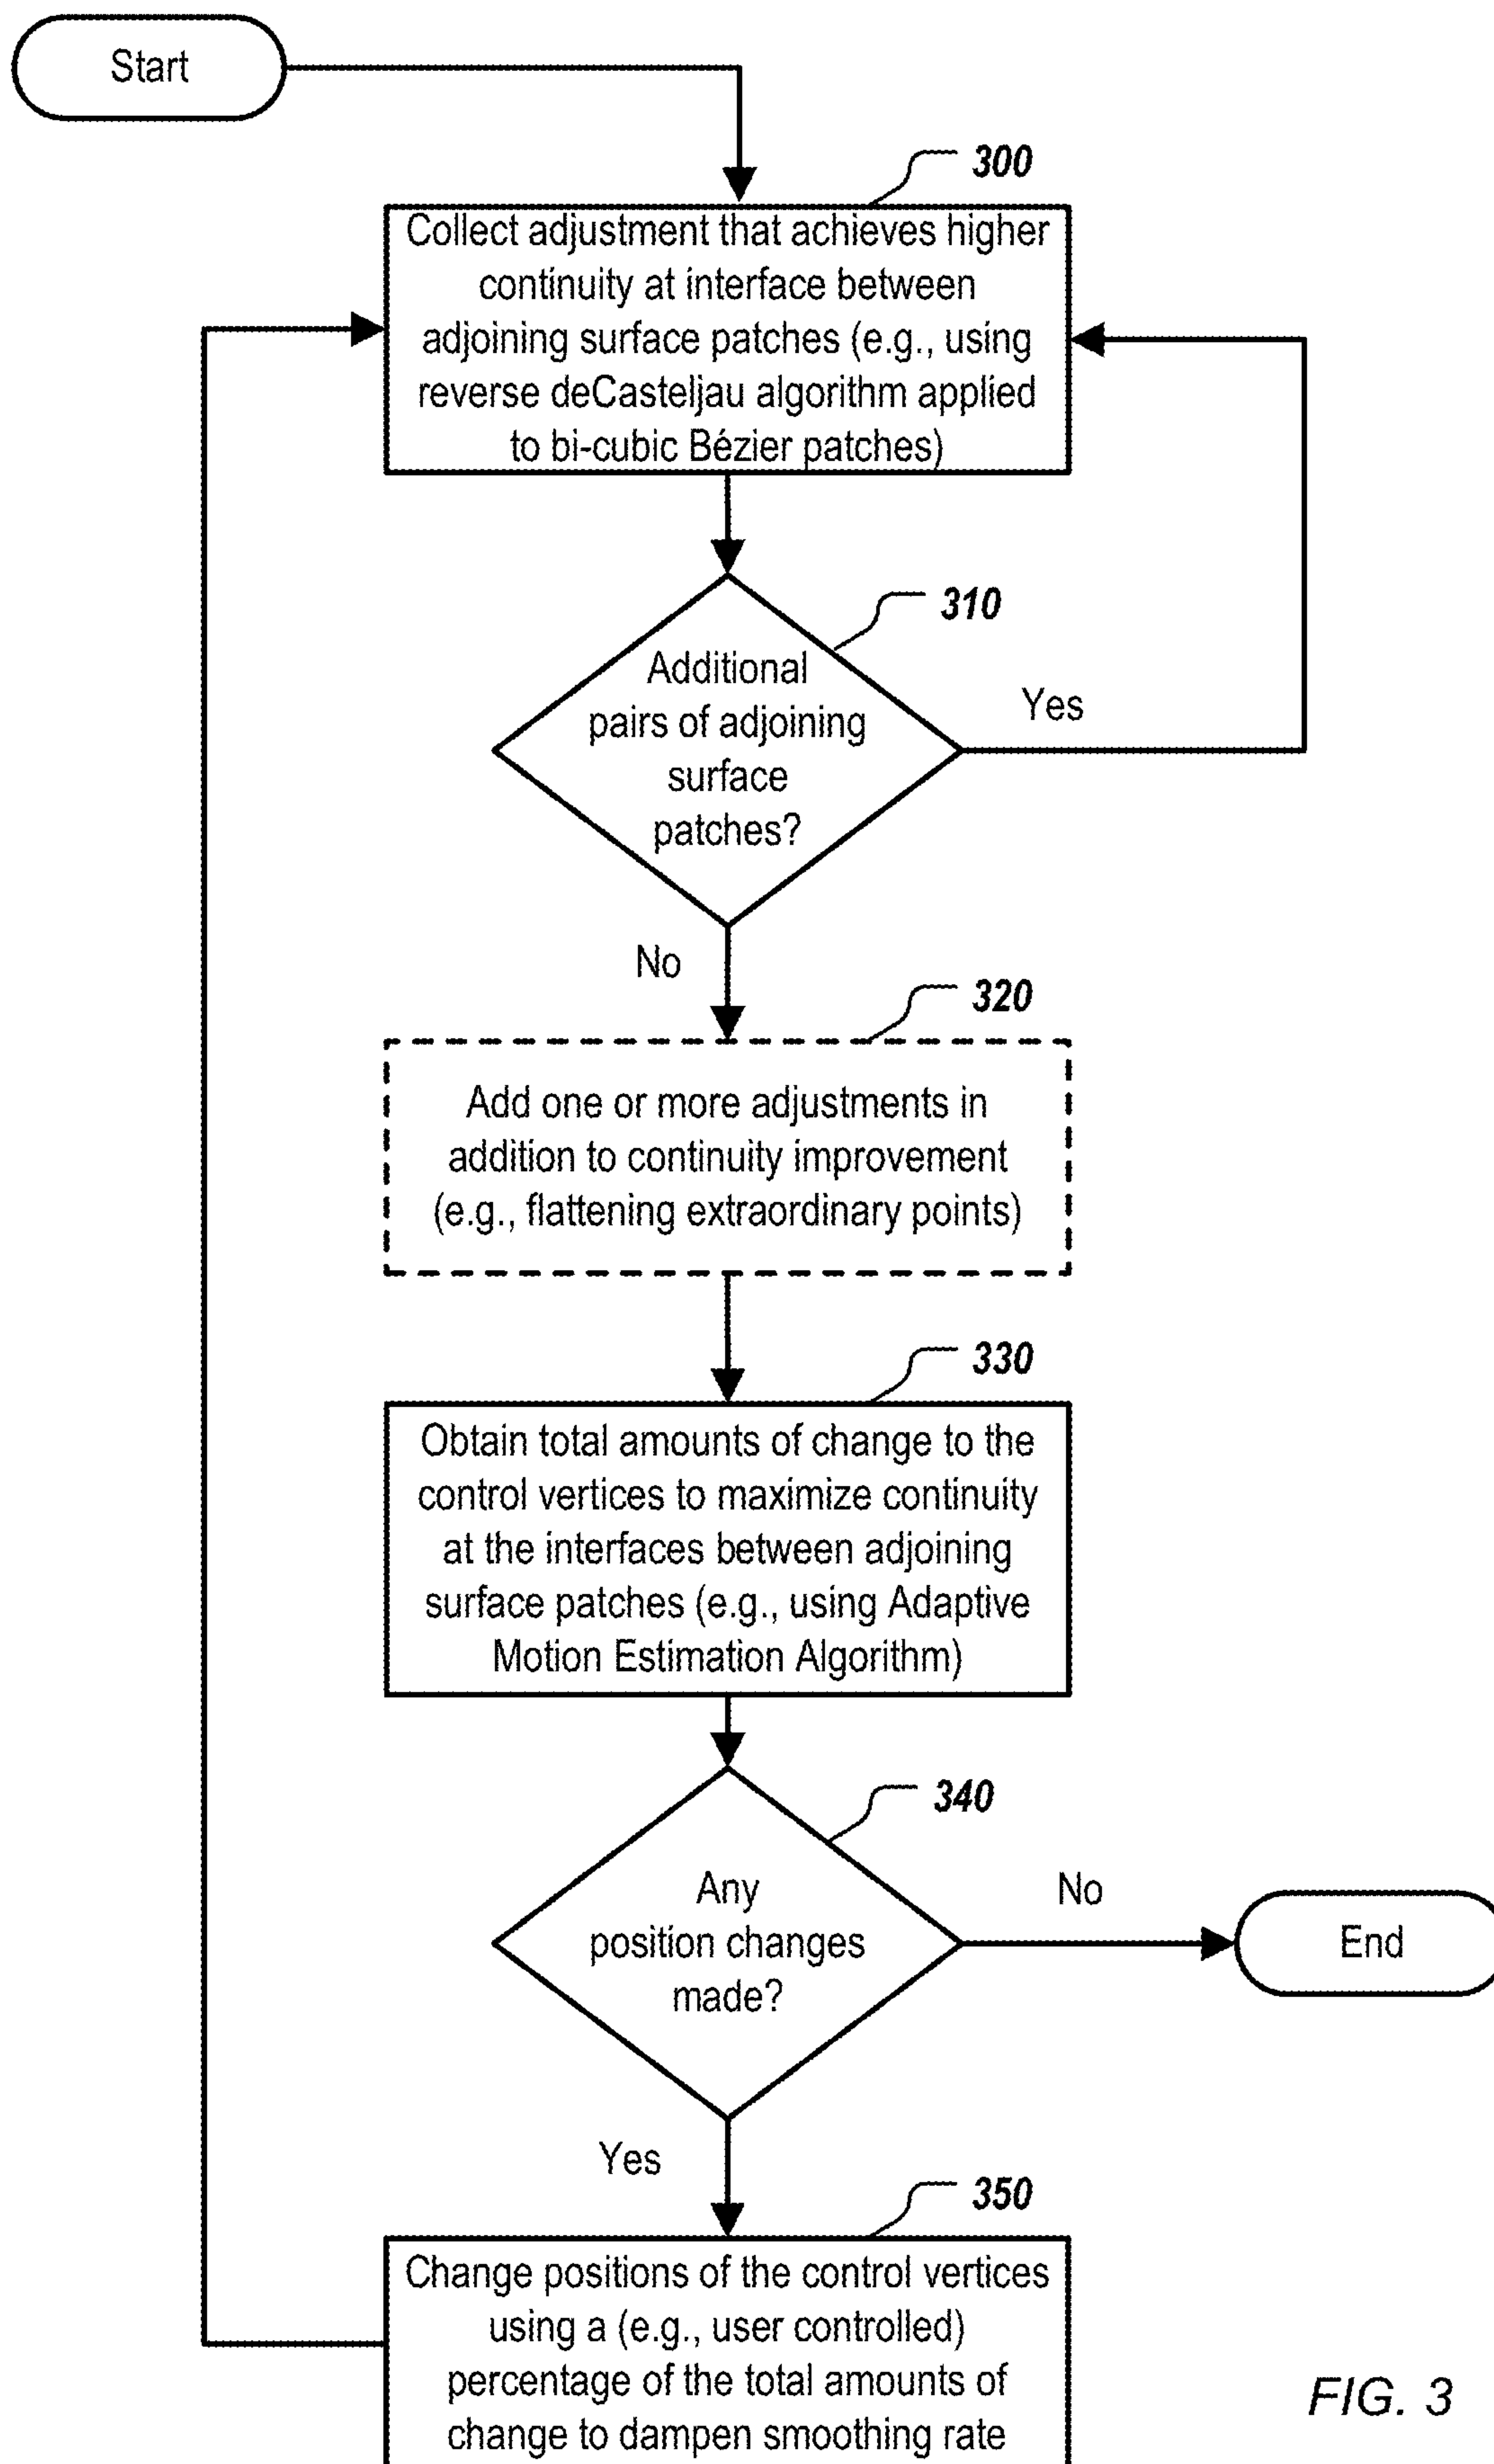 Start
300
Collect adjustment that achieves higher
continuity at interface between
adjoining surface patches (e.g., using
reverse deCasteljau algorithm applied
to bi-cubic Bézier patches)
310
Additional
pairs of adjoining
surface
patches?
Yes
No
320
Add one or more adjustments in
addition to continuity improvement
(e.g., flattening extraordinary points)
330
Obtain total amounts of change to the
control vertices to maximize continuity
at the interfaces between adjoining
surface patches (e.g., using Adaptive
Motion Estimation Algorithm)
340
Any
position changes
made?
No
End
Yes
350
Change positions of the control vertices
using a (e.g., user controlled)
percentage of the total amounts of
change to dampen smoothing rate
FIG. 3